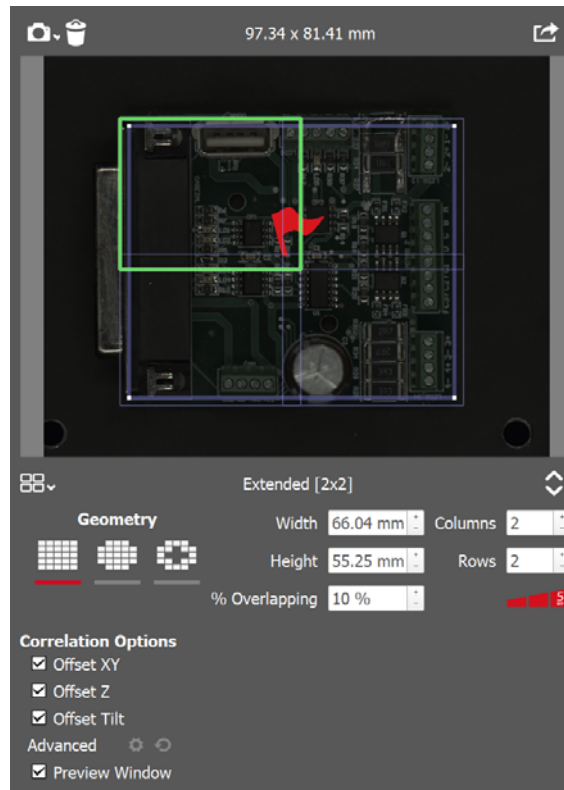 97.34 x 81.41 mm
Extended [2x2]
Geometry
Width 66.04 mm Columns 2
Height 55.25 mm Rows 2
% Overlapping 10 %
5
Correlation Options
Offset XY
Offset Z
Offset Tilt
Advanced
Preview Window